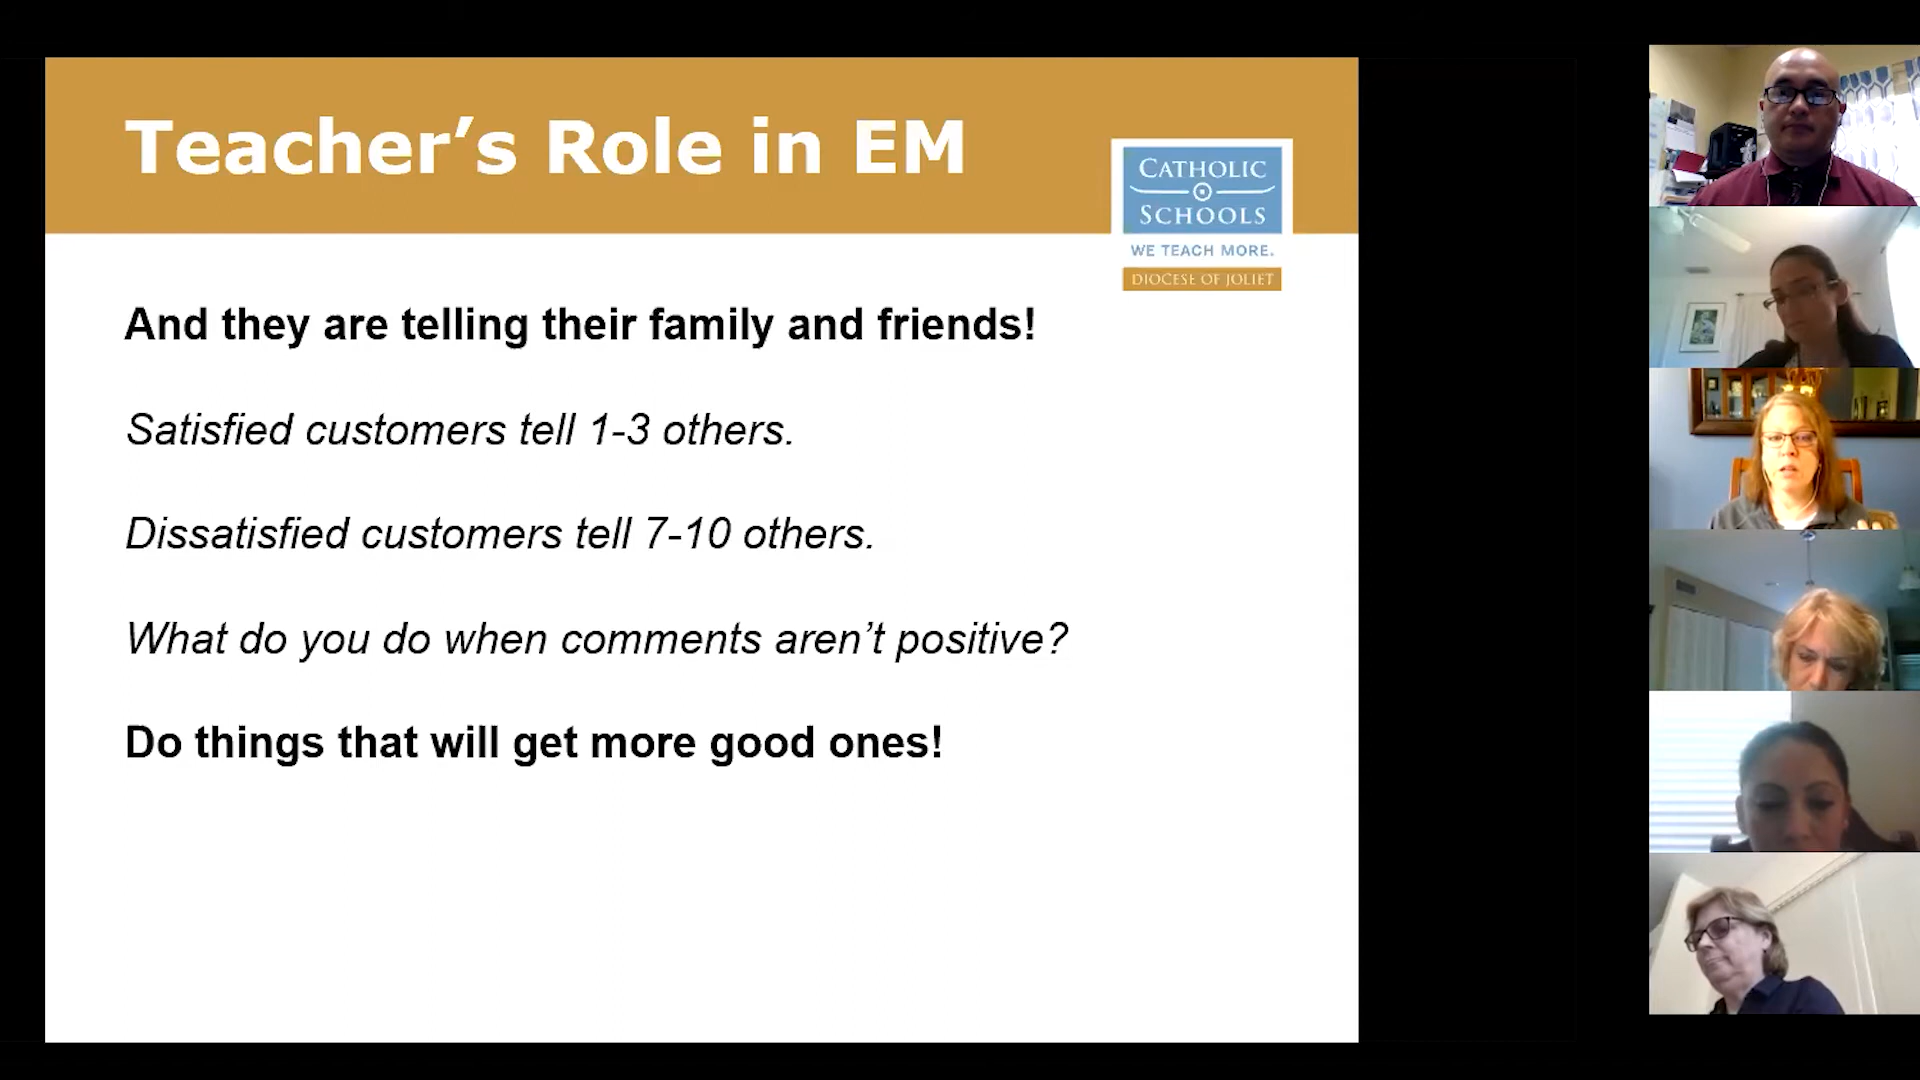 Teacher’s Role in EM
CATHOLIC
SCHOOLS
WE TEACH MORE.
DIOCESE OF JOLIET
And they are telling their family and friends!
Satisfied customers tell 1-3 others.
Dissatisfied customers tell 7-10 others.
What do you do when comments aren’t positive?
Do things that will get more good ones!